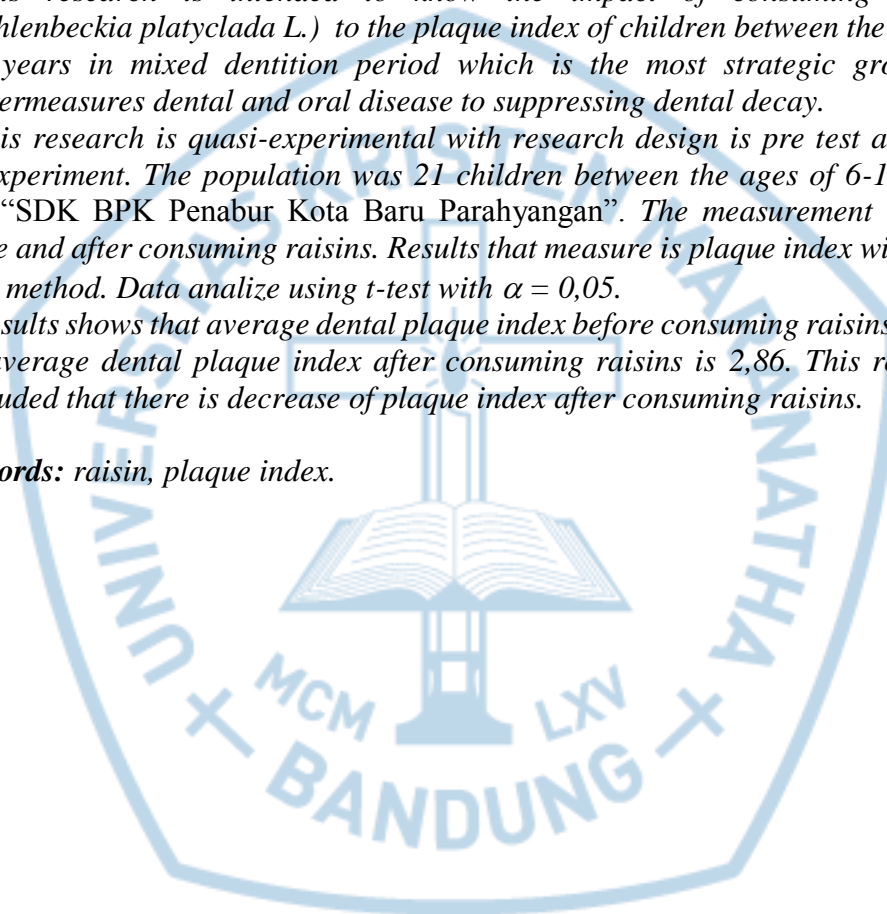 research is intended to know the impact of consuming
hlenbeckia platyclada L.) to the plaque index of children between the
years in mixed dentition period which is the most strategic
ermeasures dental and oral disease to suppressing dental decay.
is research is quasi-experimental with research design is pre test
xperiment. The population was 21 children between the ages of 6-1
“SDK BPK Penabur Kota Baru Parahyangan”. The measurement
e and after consuming raisins. Results that measure is plaque index
method. Data analize using t-test with α = 0,05.
sults shows that average dental plaque index before consuming raisins
verage dental plaque index after consuming raisins is 2,86. This
uded that there is decrease of plaque index after consuming raisins.
ords: raisin, plaque index.
UNIVERSITAS KRISTEN MARANATHA
MCM LXV
BANDUNG